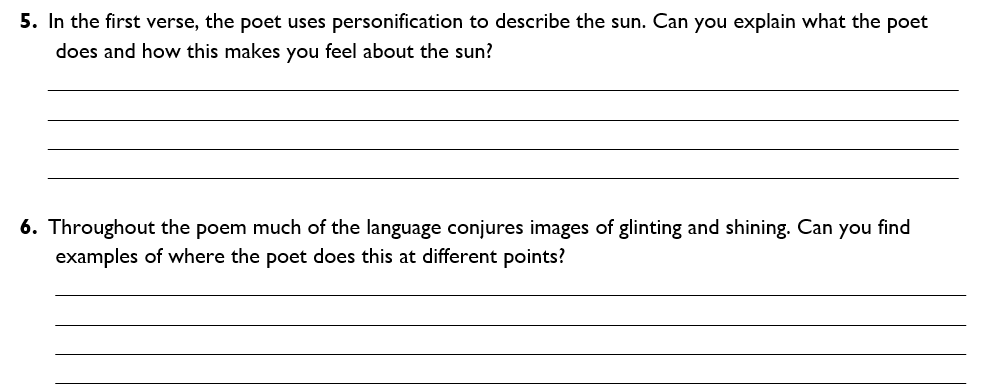 5. In the first verse, the poet uses personification to describe the sun. Can you explain what the poet
does and how this makes you feel about the sun?
6. Throughout the poem much of the language conjures images of glinting and shining. Can you find
examples of where the poet does this at different points?